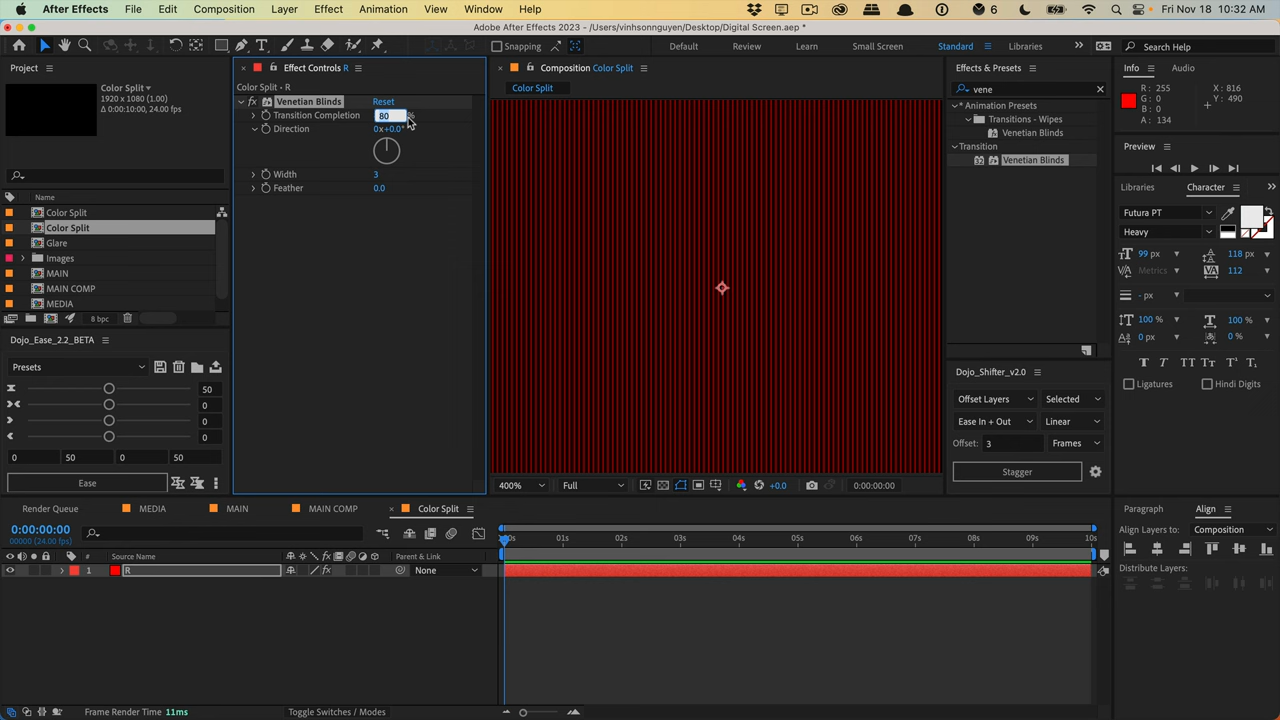 After Effects File Edit Composition Layer Effect Animation View Window Help 6 Fri Nov 18 10:32 AM
Adobe After Effects 2023 - /Users/vinhsonnguyen/Desktop/Digital Screen.aep *
Snapping Default Review Learn Small Screen Standard Libraries Search Help
Project
Color Split
1920 x 1080 (1.00)
Δ 0:00:10:00, 24.00 fps
Name
Color Split
Color Split
Glare
Images
MAIN
MAIN COMP
MEDIA
8 bpc
Effect Controls R
Color Split • R
fx Venetian Blinds Reset
Transition Completion 80 %
Direction 0x+0.0°
Width 3
Feather 0.0
Composition Color Split
Color Split
400% Full +0.0 0:00:00:00
Effects & Presets
vene
* Animation Presets
Transitions - Wipes
Venetian Blinds
Transition
Venetian Blinds
Info Audio
R: 255
G: 0
B: 0
A: 134
X: 816
Y: 490
Preview
Libraries Character
Futura PT
Heavy
99 px 118 px
Metrics 112
- px
100 % 100 %
0 px 0 %
T T TT Tr T¹ T₁
Ligatures Hindi Digits
Dojo_Ease_2.2_BETA
Presets
50
0
0
0
0 50 0 50
Ease
Dojo_Shifter_v2.0
Offset Layers Selected
Ease In + Out Linear
Offset: 3 Frames
Stagger
Render Queue MEDIA MAIN MAIN COMP Color Split
0:00:00:00
00000 (24.00 fps)
# Source Name fx Parent & Link
1 R fx None
01s 02s 03s 04s 05s 06s 07s 08s 09s 10s
Paragraph Align
Align Layers to: Composition
Distribute Layers:
Frame Render Time 11ms Toggle Switches / Modes